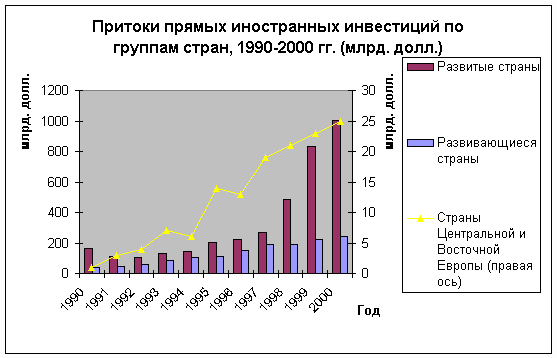 Притоки прямых иностранных инвестиций по
группам стран, 1990-2000 гг. (млрд. долл.)
млрд. долл.
1200
1000
800
600
400
200
0
30
25
20
15
10
5
0
млрд. долл.
1990
1991
1992
1993
1994
1995
1996
1997
1998
1999
2000
Год
Развитые страны
Развивающиеся
страны
Страны
Центральной и
Восточной
Европы (правая
ось)